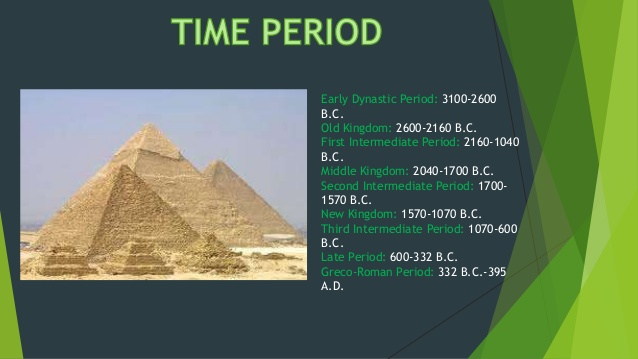 TIME PERIOD
Early Dynastic Period: 3100-2600
B.C.
Old Kingdom: 2600-2160 B.C.
First Intermediate Period: 2160-1040
B.C.
Middle Kingdom: 2040-1700 B.C.
Second Intermediate Period: 1700-
1570 B.C.
New Kingdom: 1570-1070 B.C.
Third Intermediate Period: 1070-600
B.C.
Late Period: 600-332 B.C.
Greco-Roman Period: 332 B.C.-395
A.D.